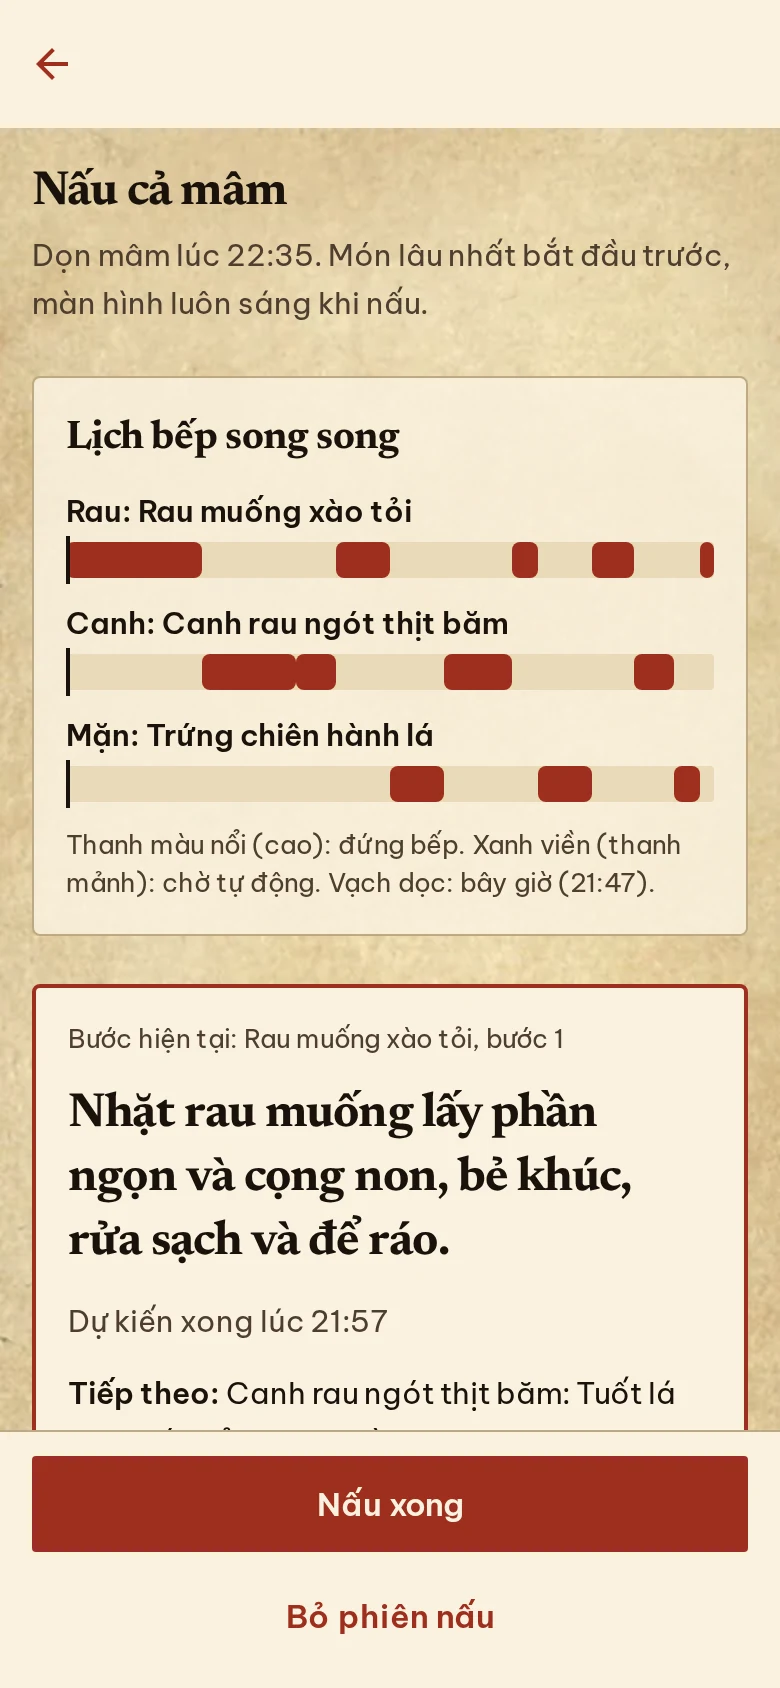 Nấu cả mâm
Dọn mâm lúc 22:35. Món lâu nhất bắt đầu trước,
màn hình luôn sáng khi nấu.
Lịch bếp song song
Rau: Rau muống xào tỏi
Canh: Canh rau ngót thịt băm
Mặn: Trứng chiên hành lá
Thanh màu nổi (cao): đứng bếp. Xanh viền (thanh
mảnh): chờ tự động. Vạch dọc: bây giờ (21:47).
Bước hiện tại: Rau muống xào tỏi, bước 1
Nhặt rau muống lấy phần
ngọn và cọng non, bẻ khúc,
rửa sạch và để ráo.
Dự kiến xong lúc 21:57
Tiếp theo: Canh rau ngót thịt băm: Tuốt lá
Nấu xong
Bỏ phiên nấu